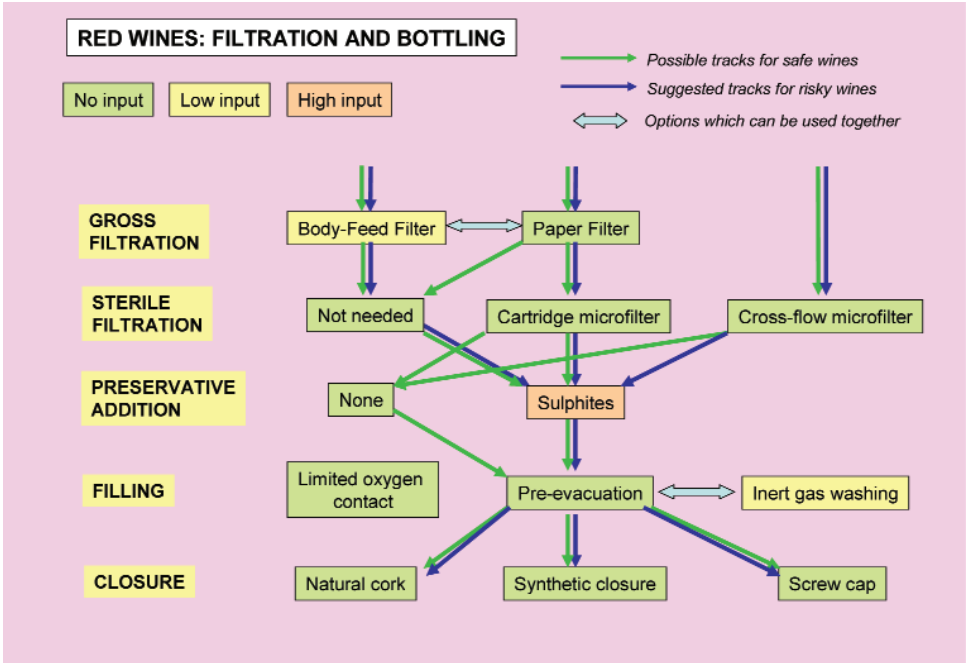 RED WINES: FILTRATION AND BOTTLING
Possible tracks for safe wines
Suggested tracks for risky wines
Options which can be used together
No input
Low input
High input
GROSS
FILTRATION
Body-Feed Filter
Paper Filter
STERILE
FILTRATION
Not needed
Cartridge microfilter
Cross-flow microfilter
PRESERVATIVE
ADDITION
None
Sulphites
FILLING
Limited oxygen
contact
Pre-evacuation
Inert gas washing
CLOSURE
Natural cork
Synthetic closure
Screw cap